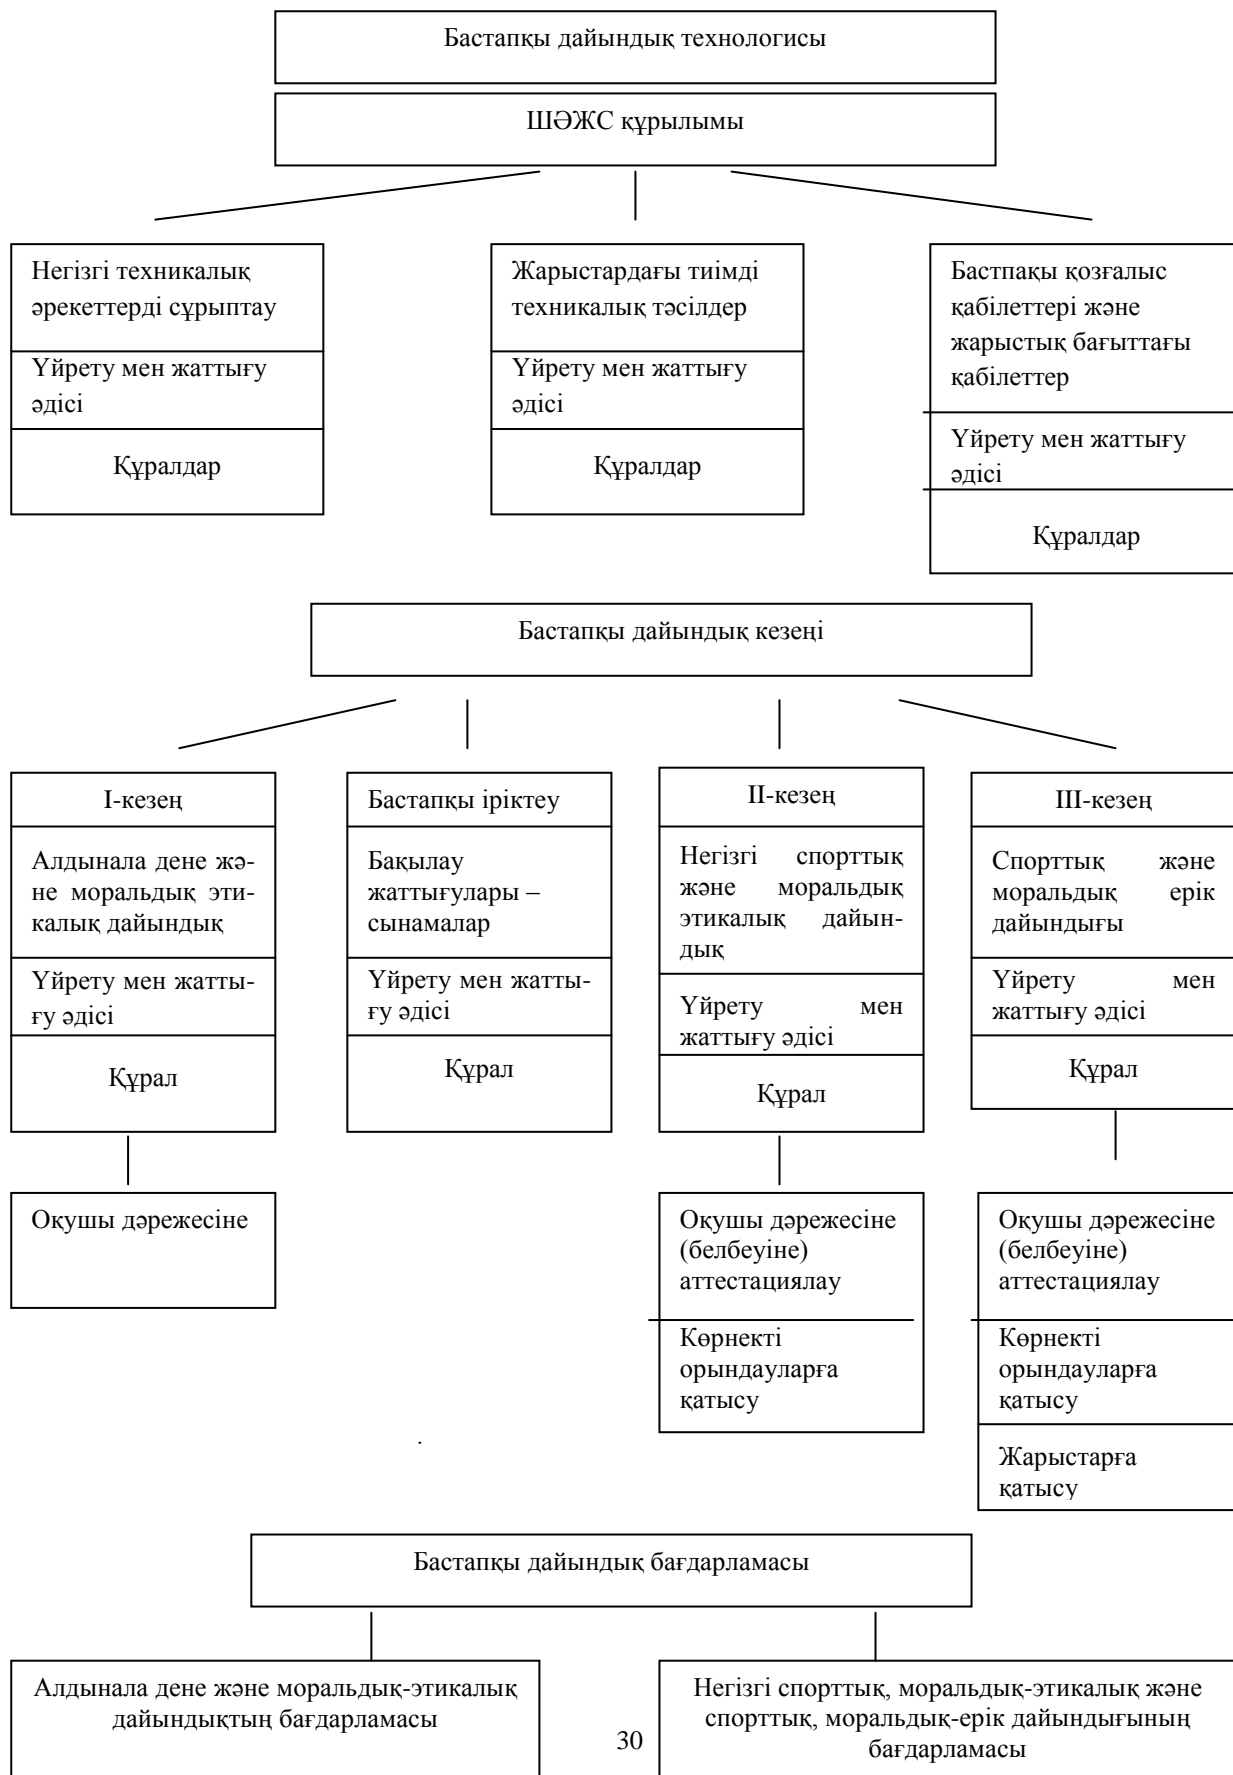 Бастапқы дайындық технологисы
ШӘЖС құрылымы
Негізгі техникалық
әрекеттерді сұрыптау
Үйрету мен жаттығу
әдісі
Құралдар
Жарыстардағы тиімді
техникалық тәсілдер
Үйрету мен жаттығу
әдісі
Құралдар
Бастпақы қозғалыс
қабілеттері және
жарыстық бағыттағы
қабілеттер
Үйрету мен жаттығу
әдісі
Құралдар
Бастапқы дайындық кезеңі
I-кезең
Алдынала дене жә-
не моральдық эти-
калық дайындық
Үйрету мен жатты-
ғу әдісі
Құрал
Оқушы дәрежесіне
Бастапқы іріктеу
Бақылау
жаттығулары –
сынамалар
Үйрету мен жатты-
ғу әдісі
Құрал
II-кезең
Негізгі спорттық
және моральдық
этикалық дайын-
дық
Үйрету мен
жаттығу әдісі
Құрал
Оқушы дәрежесіне
(белбеуіне)
аттестациялау
Көрнекті
орындауларға
қатысу
III-кезең
Спорттық және
моральдық ерік
дайындығы
Үйрету мен
жаттығу әдісі
Құрал
Оқушы дәрежесіне
(белбеуіне)
аттестациялау
Көрнекті
орындауларға
қатысу
Жарыстарға
қатысу
.
Бастапқы дайындық бағдарламасы
Алдынала дене және моральдық-этикалық
дайындықтың бағдарламасы
Негізгі спорттық, моральдық-этикалық және
спорттық, моральдық-ерік дайындығының
бағдарламасы
30